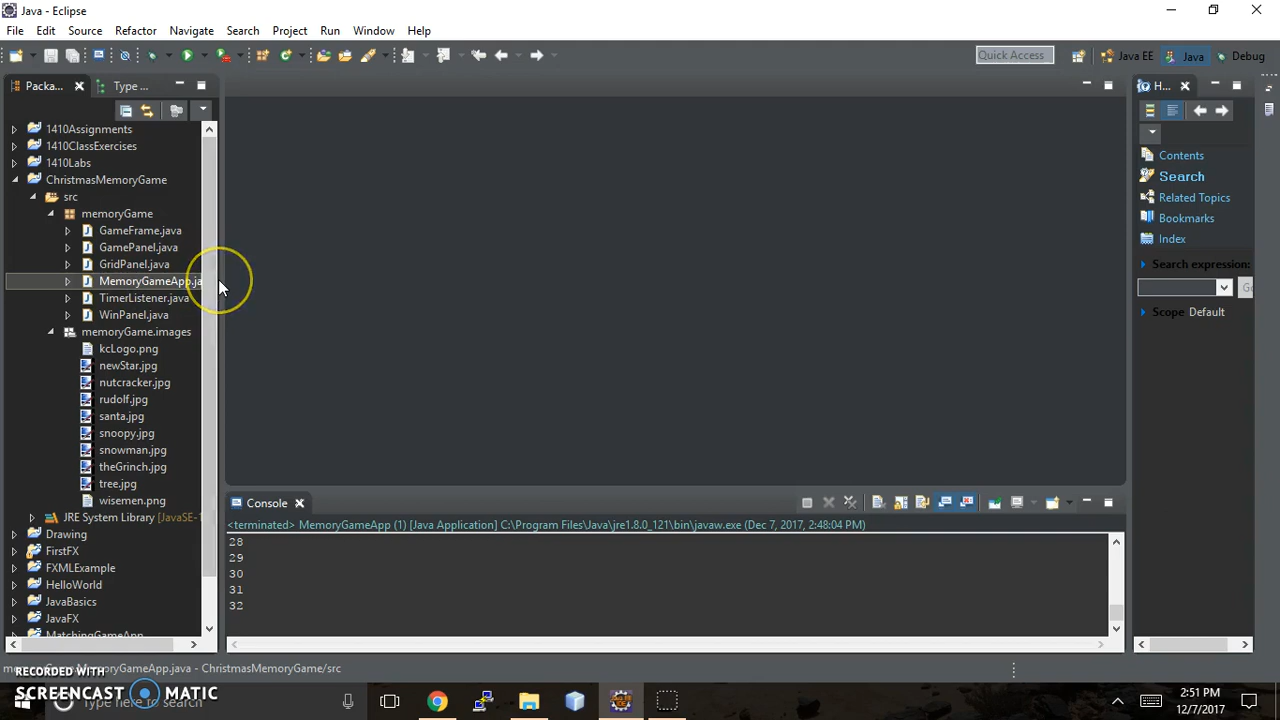 Java - Eclipse
File Edit Source Refactor Navigate Search Project Run Window Help
Quick Access Java EE Java Debug
Packa... Type ... H...
1410Assignments
1410ClassExercises
1410Labs
ChristmasMemoryGame
src
memoryGame
GameFrame.java
GamePanel.java
GridPanel.java
MemoryGameApp.ja
TimerListener.java
WinPanel.java
memoryGame.images
kcLogo.png
newStar.jpg
nutcracker.jpg
rudolf.jpg
santa.jpg
snoopy.jpg
snowman.jpg
theGrinch.jpg
tree.jpg
wisemen.png
JRE System Library [JavaSE-1
Drawing
FirstFX
FXMLExample
HelloWorld
JavaBasics
JavaFX
MatchingGameApp
Contents
Search
Related Topics
Bookmarks
Index
Search expression:
Go
Scope Default
Console
<terminated> MemoryGameApp (1) [Java Application] C:\Program Files\Java\jre1.8.0_121\bin\javaw.exe (Dec 7, 2017, 2:48:04 PM)
28
29
30
31
32
MemoryGameApp.java - ChristmasMemoryGame/src
RECORDED WITH
SCREENCAST MATIC
Type here to search
2:51 PM
12/7/2017